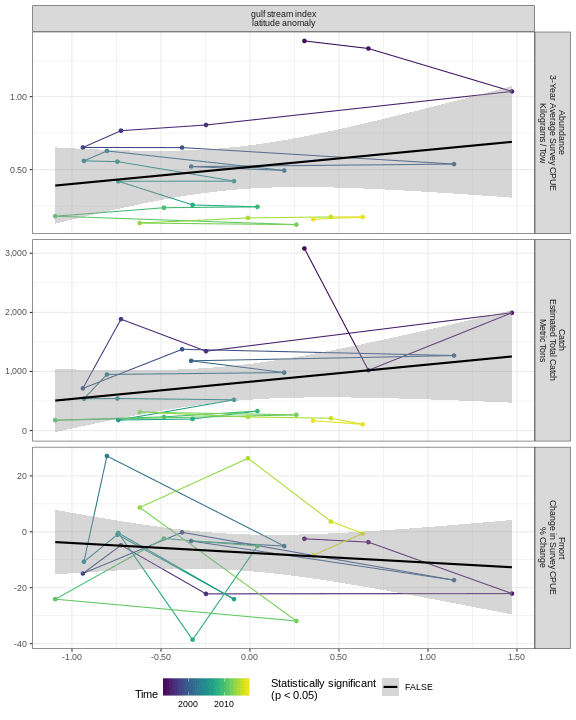 gulf stream index
latitude anomaly
1.00
0.50
Abundance
3-Year Average Survey CPUE
Kilograms / Tow
3,000
2,000
1,000
0
Catch
Estimated Total Catch
Metric Tons
20
0
-20
-40
Fmort
Change in Survey CPUE
% Change
-1.00
-0.50
0.00
0.50
1.00
1.50
Time
2000
2010
Statistically significant
(p < 0.05)
FALSE